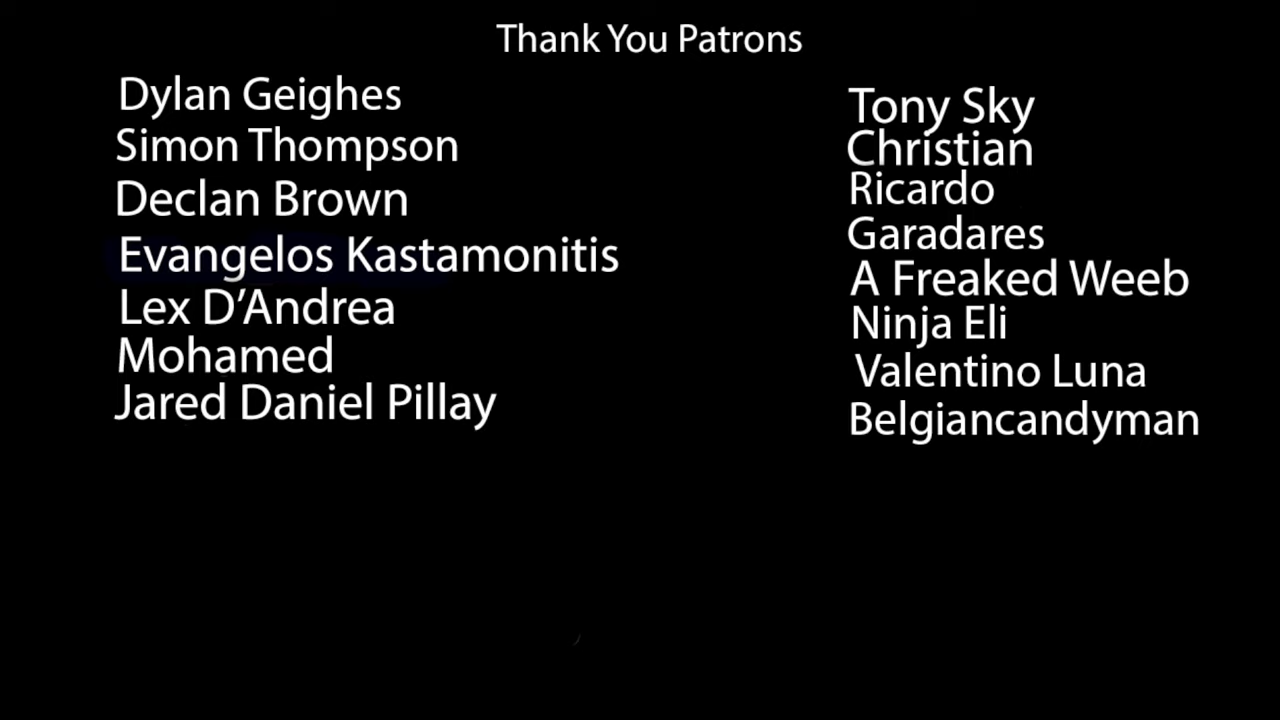 Thank You Patrons
Dylan Geighes
Simon Thompson
Declan Brown
Evangelos Kastamonitis
Lex D’Andrea
Mohamed
Jared Daniel Pillay
Tony Sky
Christian
Ricardo
Garadares
A Freaked Weeb
Ninja Eli
Valentino Luna
Belgiancandyman